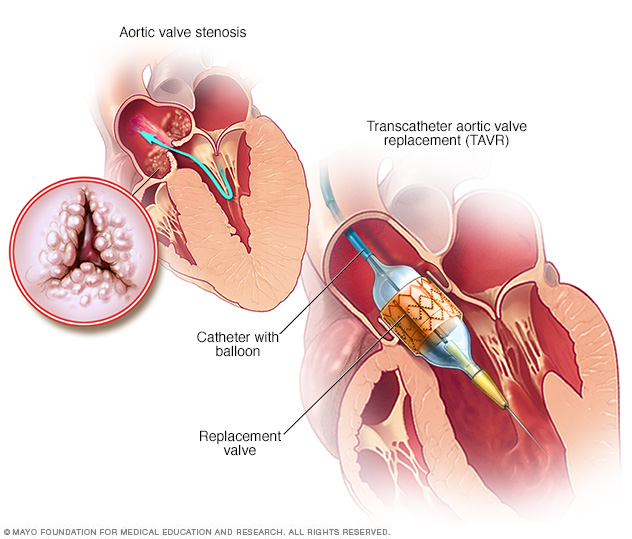 Aortic valve stenosis
Transcatheter aortic valve
replacement (TAVR)
Catheter with
balloon
Replacement
valve
© MAYO FOUNDATION FOR MEDICAL EDUCATION AND RESEARCH. ALL RIGHTS RESERVED.